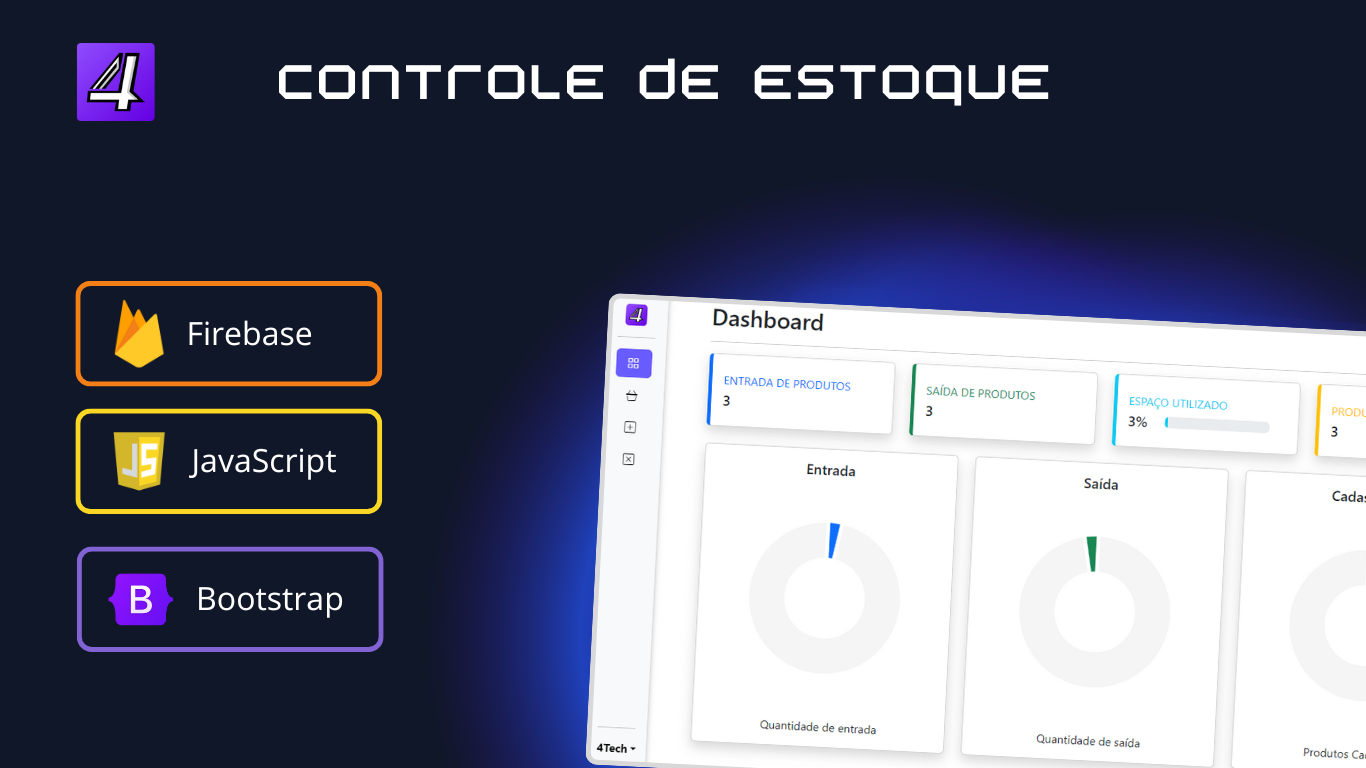 4
CONTROLE DE ESTOQUE
Firebase
JS
JavaScript
B
Bootstrap
4
Dashboard
ENTRADA DE PRODUTOS
3
SAÍDA DE PRODUTOS
3
ESPAÇO UTILIZADO
3%
PRODU
3
Entrada
Quantidade de entrada
Saída
Quantidade de saída
Cadas
Produtos Ca
4Tech